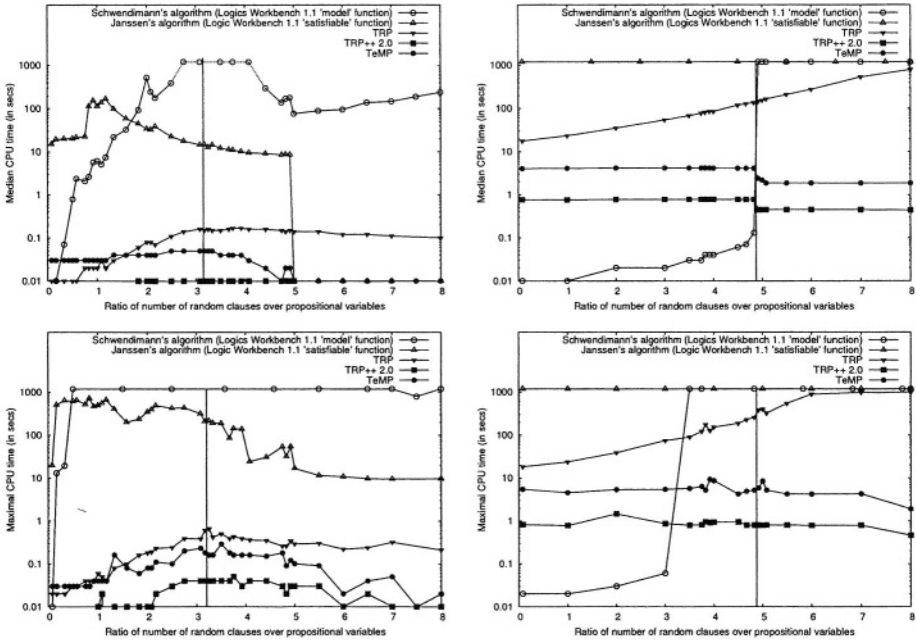 Schwendimann's algorithm (Logics Workbench 1.1 'model' function)
Janssen's algorithm (Logic Workbench 1.1 'satisfiable' function)
TRP
TRP++ 2.0
TeMP
1000
100
10
1
0.1
0.01
Median CPU time (in secs)
0 1 2 3 4 5 6 7 8
Ratio of number of random clauses over propositional variables
Schwendimann's algorithm (Logics Workbench 1.1 'model' function)
Janssen's algorithm (Logic Workbench 1.1 'satisfiable' function)
TRP
TRP++ 2.0
TeMP
1000
100
10
1
0.1
0.01
Median CPU time (in secs)
0 1 2 3 4 5 6 7 8
Ratio of number of random clauses over propositional variables
Schwendimann's algorithm (Logics Workbench 1.1 'model' function)
Janssen's algorithm (Logic Workbench 1.1 'satisfiable' function)
TRP
TRP++ 2.0
TeMP
1000
100
10
1
0.1
0.01
Maximal CPU time (in secs)
0 1 2 3 4 5 6 7 8
Ratio of number of random clauses over propositional variables
Schwendimann's algorithm (Logics Workbench 1.1 'model' function)
Janssen's algorithm (Logic Workbench 1.1 'satisfiable' function)
TRP
TRP++ 2.0
TeMP
1000
100
10
1
0.1
0.01
Maximal CPU time (in secs)
0 1 2 3 4 5 6 7 8
Ratio of number of random clauses over propositional variables